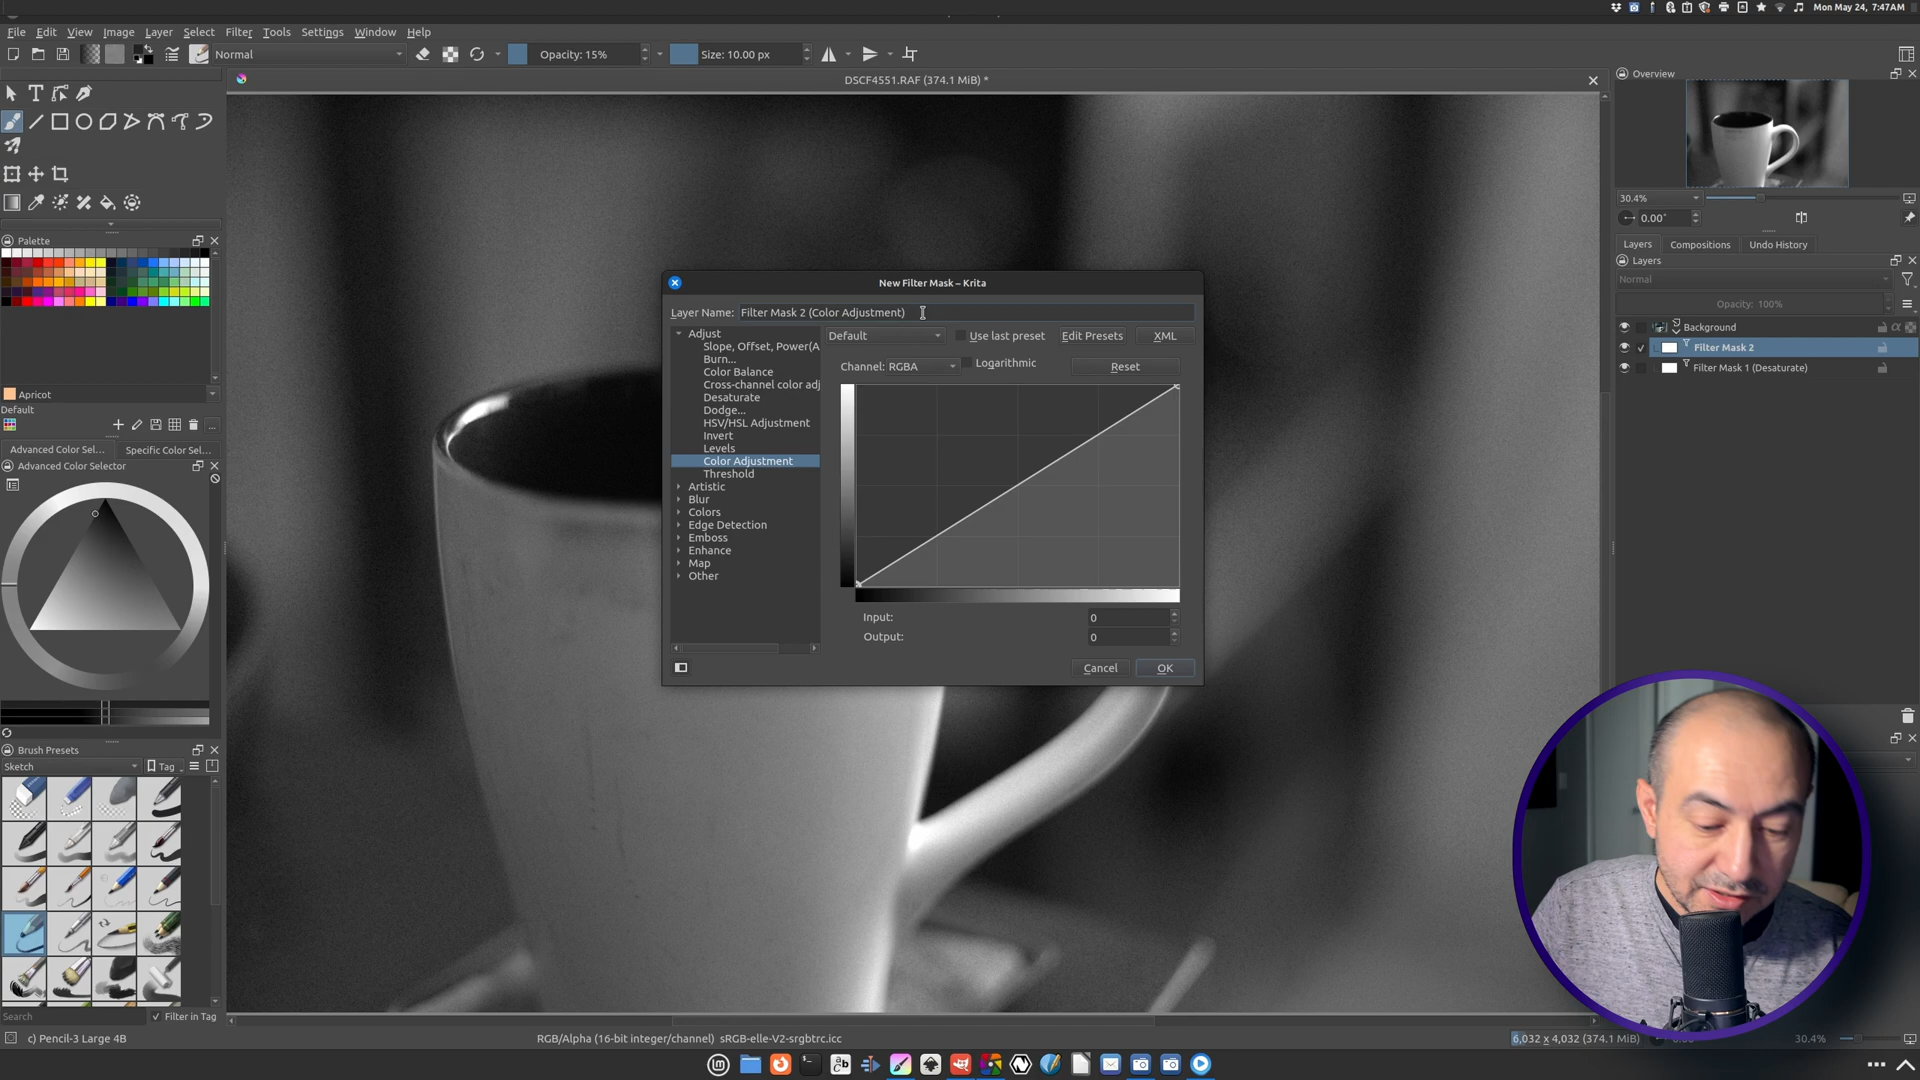 Mon May 24, 7:47AM
File Edit View Image Layer Select Filter Tools Settings Window Help
Normal
Opacity: 15%
Size: 10.00 px
DSCF4551.RAF (374.1 MiB) *
Overview
30.4%
0.00°
Layers Compositions Undo History
Layers
Normal
Opacity: 100%
Background
Filter Mask 2
Filter Mask 1 (Desaturate)
Palette
Apricot
Default
...
Advanced Color Sel... Specific Color Sel...
Advanced Color Selector
Brush Presets
Sketch
Tag
Search
Filter in Tag
New Filter Mask – Krita
Layer Name: Filter Mask 2 (Color Adjustment)
Adjust
Slope, Offset, Power(A
Burn...
Color Balance
Cross-channel color adj
Desaturate
Dodge...
HSV/HSL Adjustment
Invert
Levels
Color Adjustment
Threshold
Artistic
Blur
Colors
Edge Detection
Emboss
Enhance
Map
Other
Default
Use last preset
Edit Presets
XML
Channel: RGBA
Logarithmic
Reset
Input: 0
Output: 0
Cancel
OK
c) Pencil-3 Large 4B
RGB/Alpha (16-bit integer/channel) sRGB-elle-V2-srgbtrc.icc
6,032 x 4,032 (374.1 MiB)
30.4%